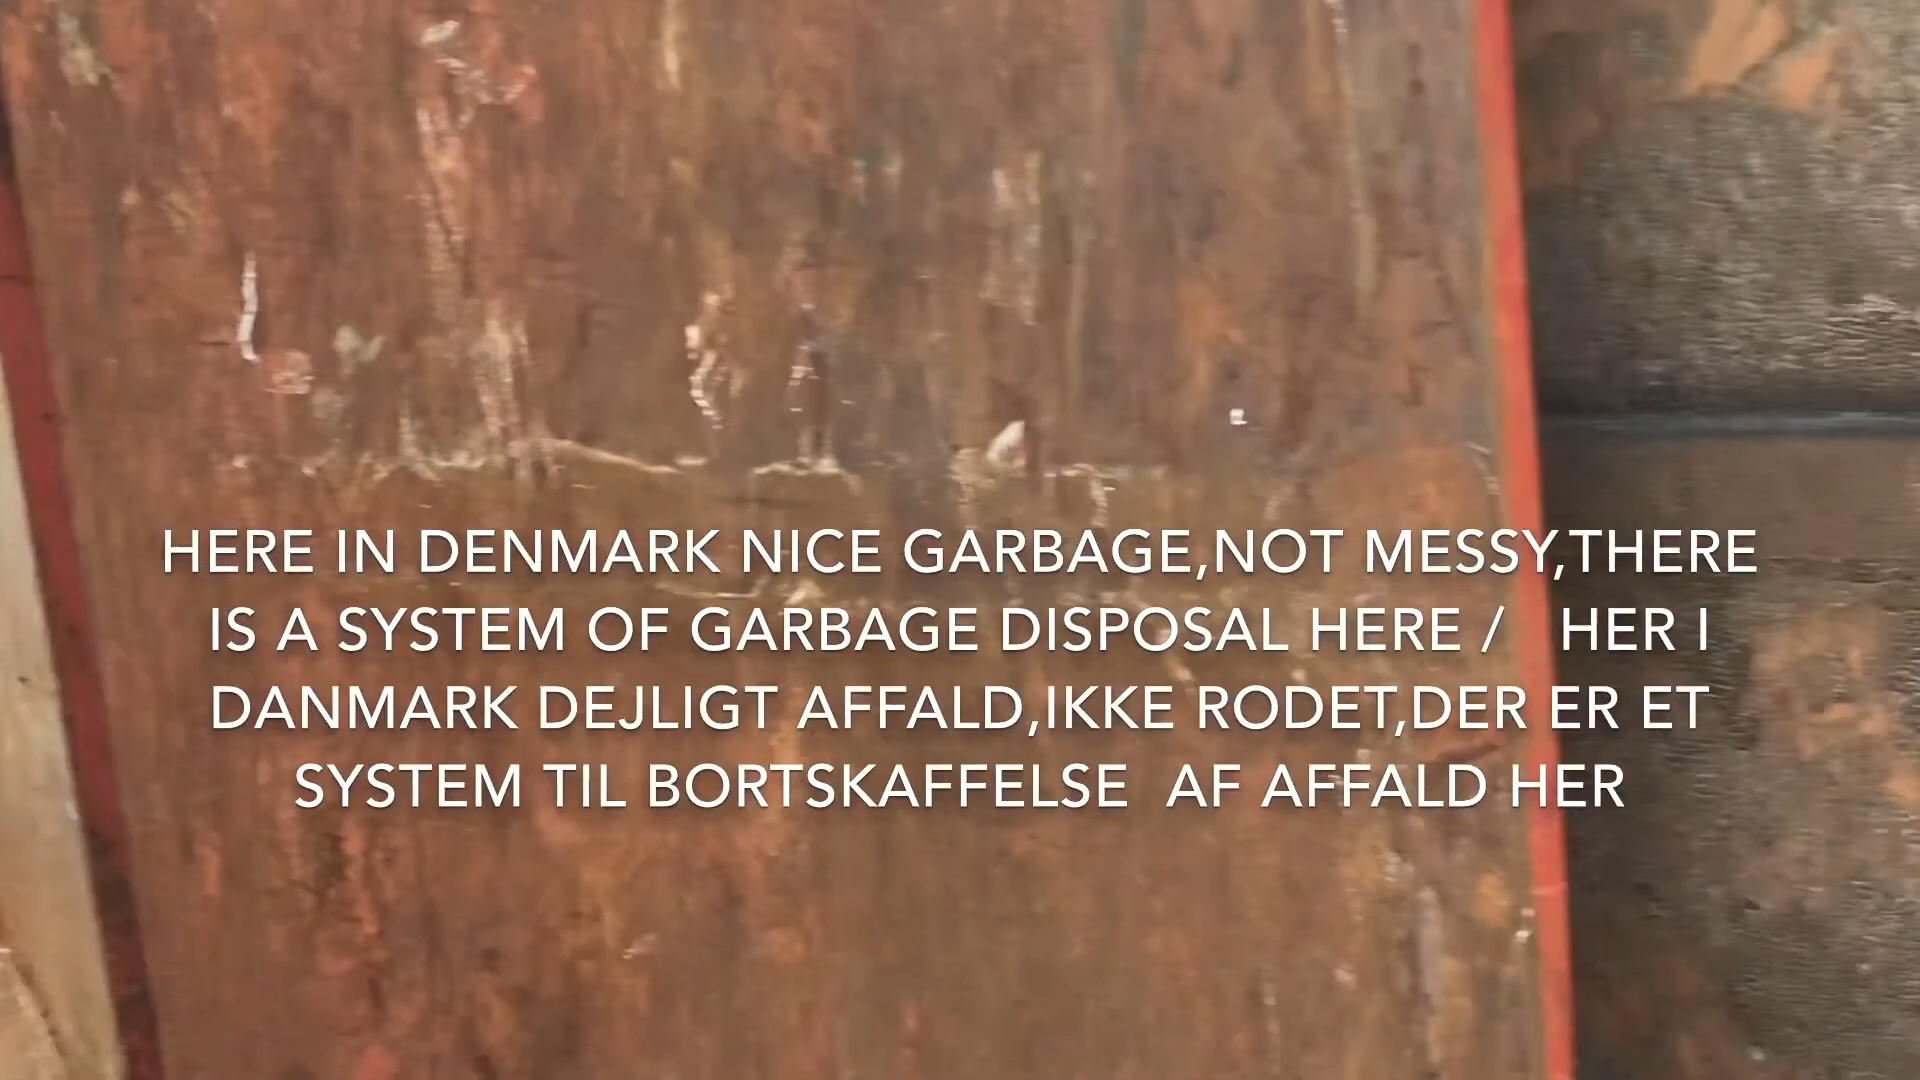 HERE IN DENMARK NICE GARBAGE,NOT MESSY,THERE
IS A SYSTEM OF GARBAGE DISPOSAL HERE / HER I
DANMARK DEJLIGT AFFALD,IKKE RODET,DER ER ET
SYSTEM TIL BORTSKAFFELSE AF AFFALD HER